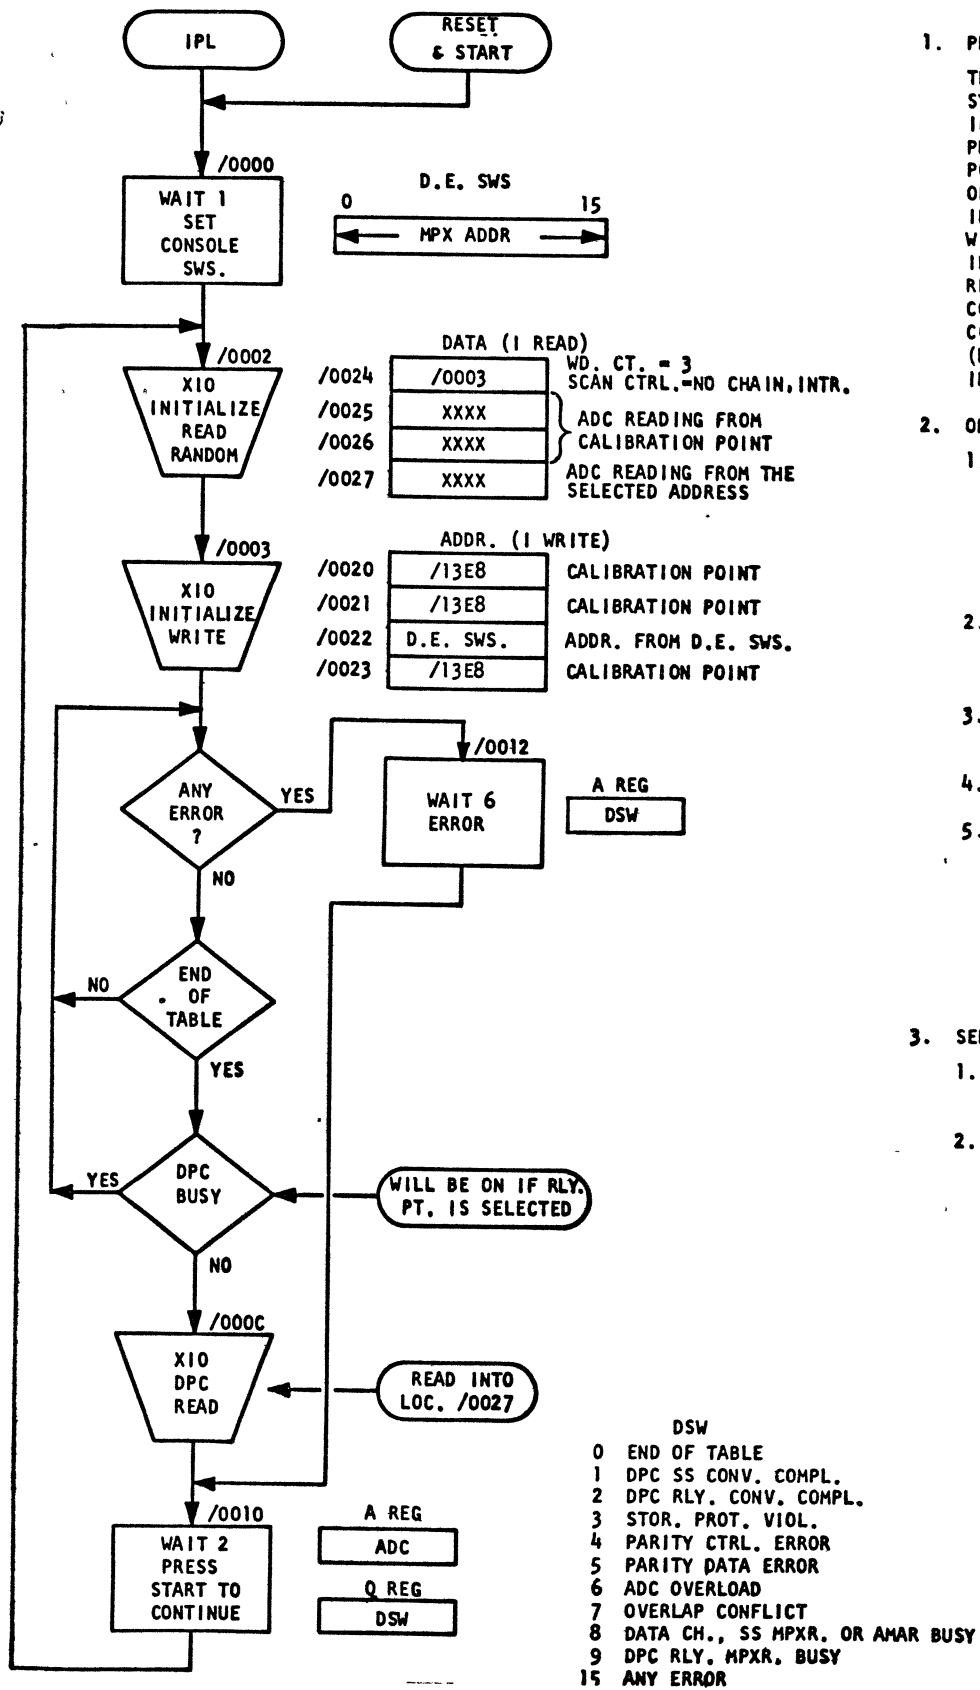 IPL
RESET
& START
/0000
WAIT 1
SET
CONSOLE
SWS.
D.E. SWS
0 15
MPX ADDR
/0002
XIO
INITIALIZE
READ
RANDOM
DATA (I READ)
/0024 /0003 WD. CT. = 3
SCAN CTRL.=NO CHAIN,INTR.
/0025 XXXX ADC READING FROM
/0026 XXXX CALIBRATION POINT
/0027 XXXX ADC READING FROM THE
SELECTED ADDRESS
/0003
XIO
INITIALIZE
WRITE
ADDR. (I WRITE)
/0020 /13E8 CALIBRATION POINT
/0021 /13E8 CALIBRATION POINT
/0022 D.E. SWS. ADDR. FROM D.E. SWS.
/0023 /13E8 CALIBRATION POINT
ANY
ERROR
?
YES
NO
/0012
WAIT 6
ERROR
A REG
DSW
END
OF
TABLE
NO
YES
DPC
BUSY
YES
NO
WILL BE ON IF RLY.
PT. IS SELECTED
/000C
XIO
DPC
READ
READ INTO
LOC. /0027
/0010
WAIT 2
PRESS
START TO
CONTINUE
A REG
ADC
Q REG
DSW
DSW
0 END OF TABLE
1 DPC SS CONV. COMPL.
2 DPC RLY. CONV. COMPL.
3 STOR. PROT. VIOL.
4 PARITY CTRL. ERROR
5 PARITY DATA ERROR
6 ADC OVERLOAD
7 OVERLAP CONFLICT
8 DATA CH., SS MPXR. OR AMAR BUSY
9 DPC RLY. MPXR. BUSY
15 ANY ERROR
1.
2.
1
2.
3.
4.
5.
3.
1.
2.